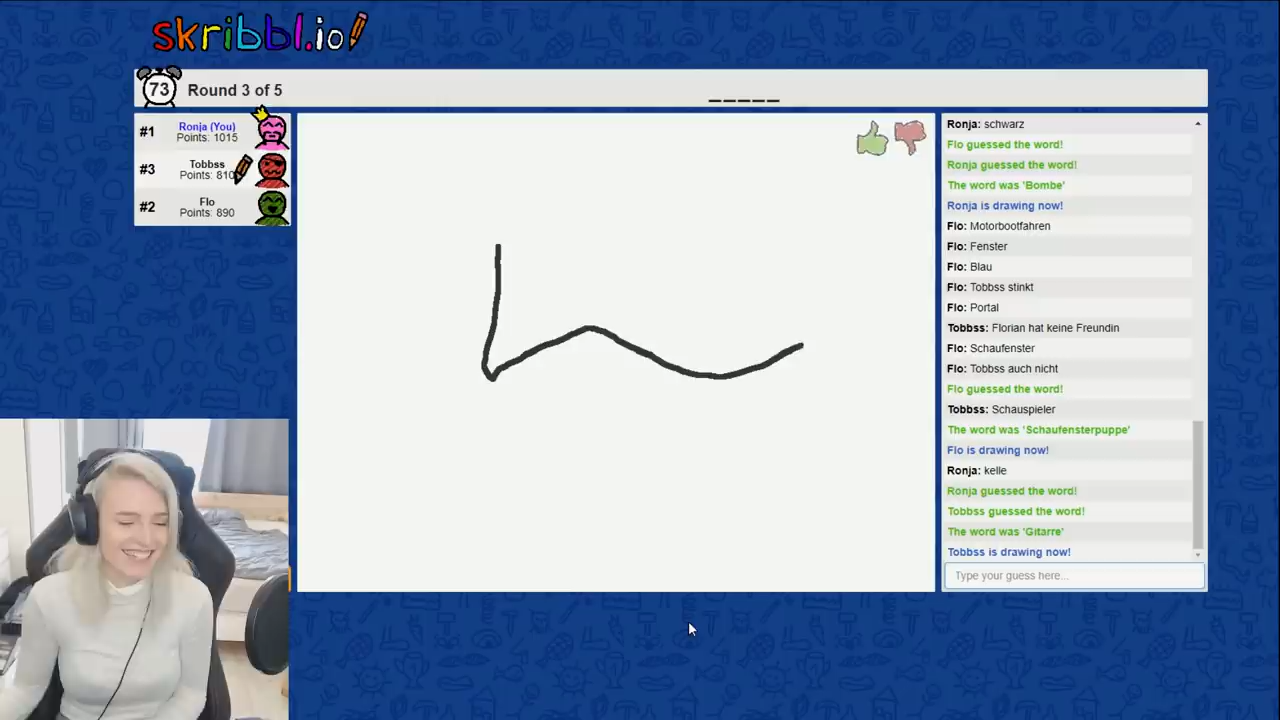 skribbl.io
73
Round 3 of 5
_____
#1
Ronja (You)
Points: 1015
#3
Tobbss
Points: 810
#2
Flo
Points: 890
Ronja: schwarz
Flo guessed the word!
Ronja guessed the word!
The word was 'Bombe'
Ronja is drawing now!
Flo: Motorbootfahren
Flo: Fenster
Flo: Blau
Flo: Tobbss stinkt
Flo: Portal
Tobbss: Florian hat keine Freundin
Flo: Schaufenster
Flo: Tobbss auch nicht
Flo guessed the word!
Tobbss: Schauspieler
The word was 'Schaufensterpuppe'
Flo is drawing now!
Ronja: kelle
Ronja guessed the word!
Tobbss guessed the word!
The word was 'Gitarre'
Tobbss is drawing now!
Type your guess here...